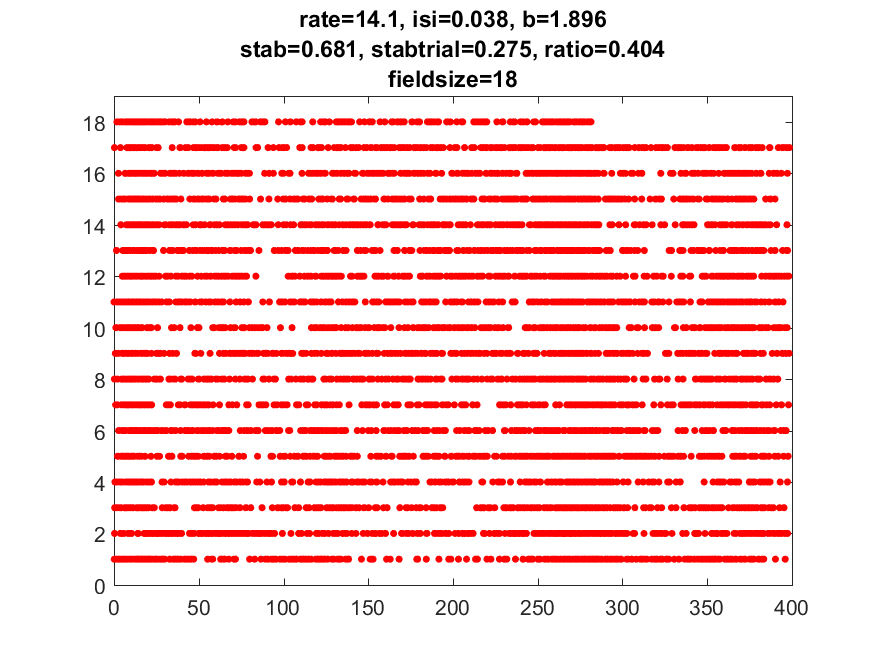 rate=14.1, isi=0.038, b=1.896
stab=0.681, stabtrial=0.275, ratio=0.404
fieldsize=18
18
16
14
12
10
8
6
4
2
0
0 50 100 150 200 250 300 350 400